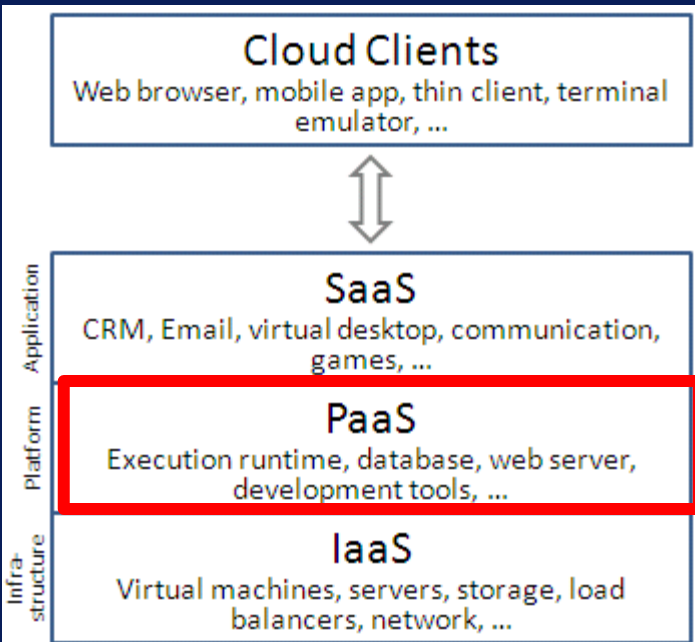 Cloud Clients
Web browser, mobile app, thin client, terminal
emulator, ...
Application
SaaS
CRM, Email, virtual desktop, communication,
games, ...
Platform
PaaS
Execution runtime, database, web server,
development tools, ...
Infra-
structure
IaaS
Virtual machines, servers, storage, load
balancers, network, ...